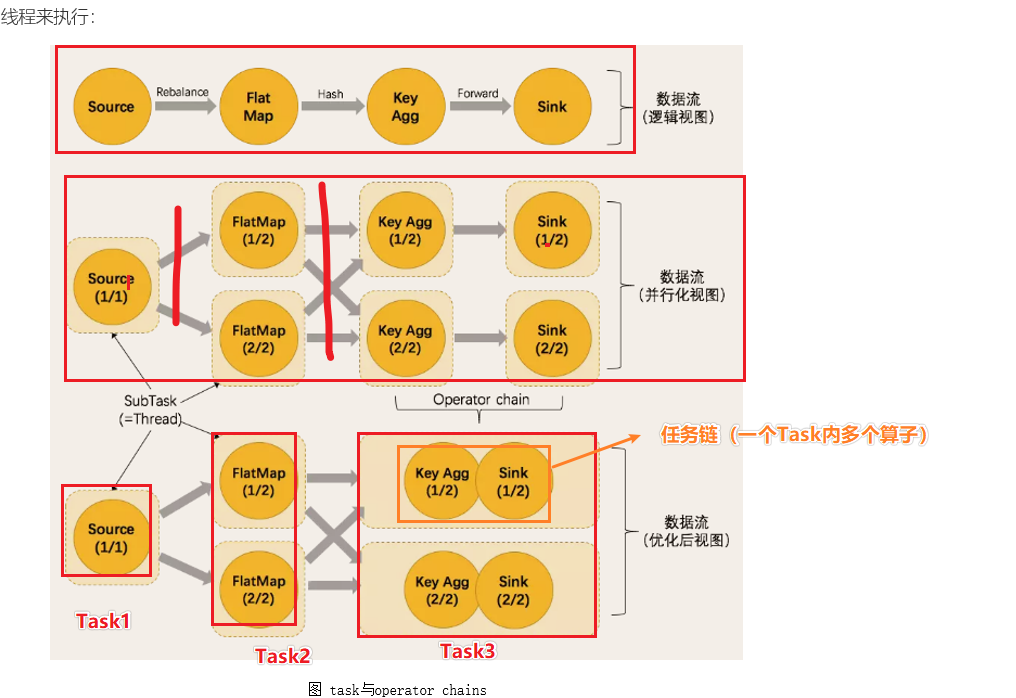 线程来执行：
Source
Rebalance
Flat
Map
Hash
Key
Agg
Forward
Sink
数据流
(逻辑视图)
Source
(1/1)
FlatMap
(1/2)
Key Agg
(1/2)
Sink
(1/2)
FlatMap
(2/2)
Key Agg
(2/2)
Sink
(2/2)
数据流
(并行化视图)
SubTask
(=Thread)
Operator chain
任务链（一个Task内多个算子）
Source
(1/1)
FlatMap
(1/2)
Key Agg
(1/2)
Sink
(1/2)
FlatMap
(2/2)
Key Agg
(2/2)
Sink
(2/2)
数据流
(优化后视图)
Task1
Task2
Task3
图 task与operator chains